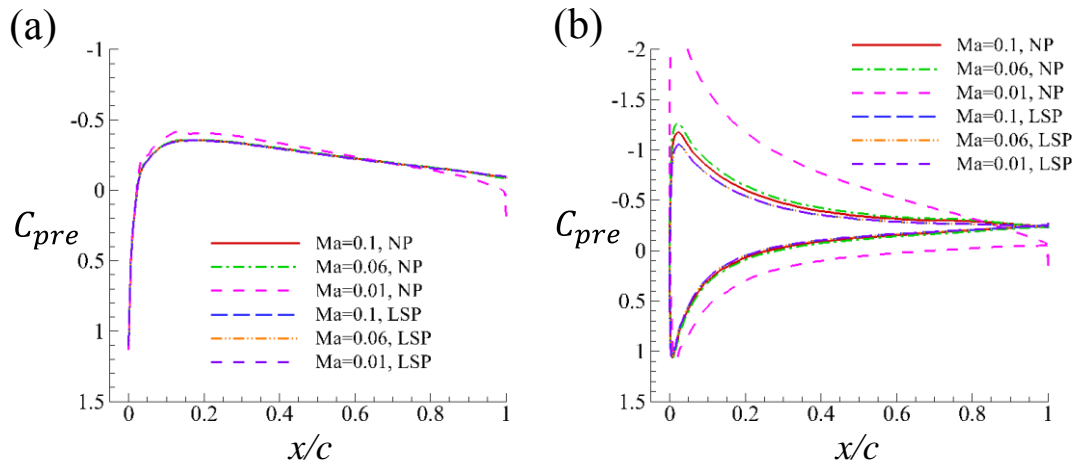 (a)
-1
-0.5
0
0.5
1
1.5
C_pre
0 0.2 0.4 0.6 0.8 1
x/c
Ma=0.1, NP
Ma=0.06, NP
Ma=0.01, NP
Ma=0.1, LSP
Ma=0.06, LSP
Ma=0.01, LSP
(b)
-2
-1.5
-1
-0.5
0
0.5
1
1.5
C_pre
0 0.2 0.4 0.6 0.8 1
x/c
Ma=0.1, NP
Ma=0.06, NP
Ma=0.01, NP
Ma=0.1, LSP
Ma=0.06, LSP
Ma=0.01, LSP